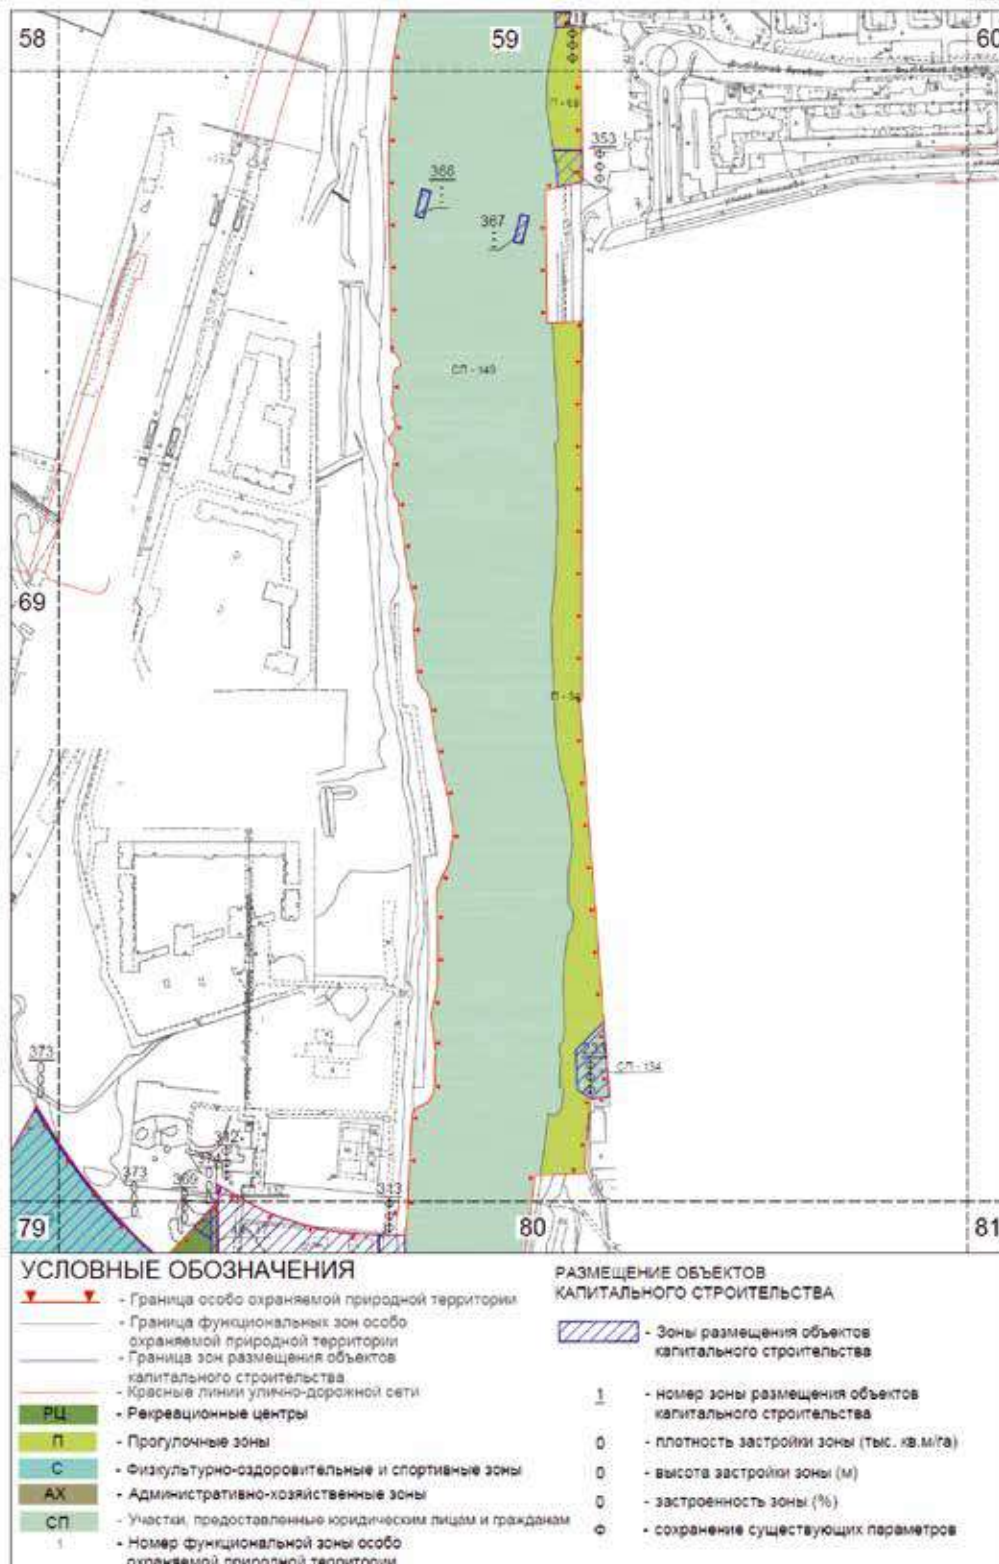 58
59
60
353
366
367
СП - 149
69
373
СП - 134
373
369
313
79
80
81
УСЛОВНЫЕ ОБОЗНАЧЕНИЯ
- Граница особо охраняемой природной территории
- Граница функциональных зон особо
охраняемой природной территории
- Граница зон размещения объектов
капитального строительства
- Красные линии улично-дорожной сети
РЦ - Рекреационные центры
П - Прогулочные зоны
С - Физкультурно-оздоровительные и спортивные зоны
АХ - Административно-хозяйственные зоны
СП - Участки, предоставленные юридическим лицам и гражданам
1 - Номер функциональной зоны особо
охраняемой природной территории
РАЗМЕЩЕНИЕ ОБЪЕКТОВ
КАПИТАЛЬНОГО СТРОИТЕЛЬСТВА
- Зоны размещения объектов
капитального строительства
1 - номер зоны размещения объектов
капитального строительства
0 - плотность застройки зоны (тыс. кв.м/га)
0 - высота застройки зоны (м)
0 - застроенность зоны (%)
- сохранение существующих параметров